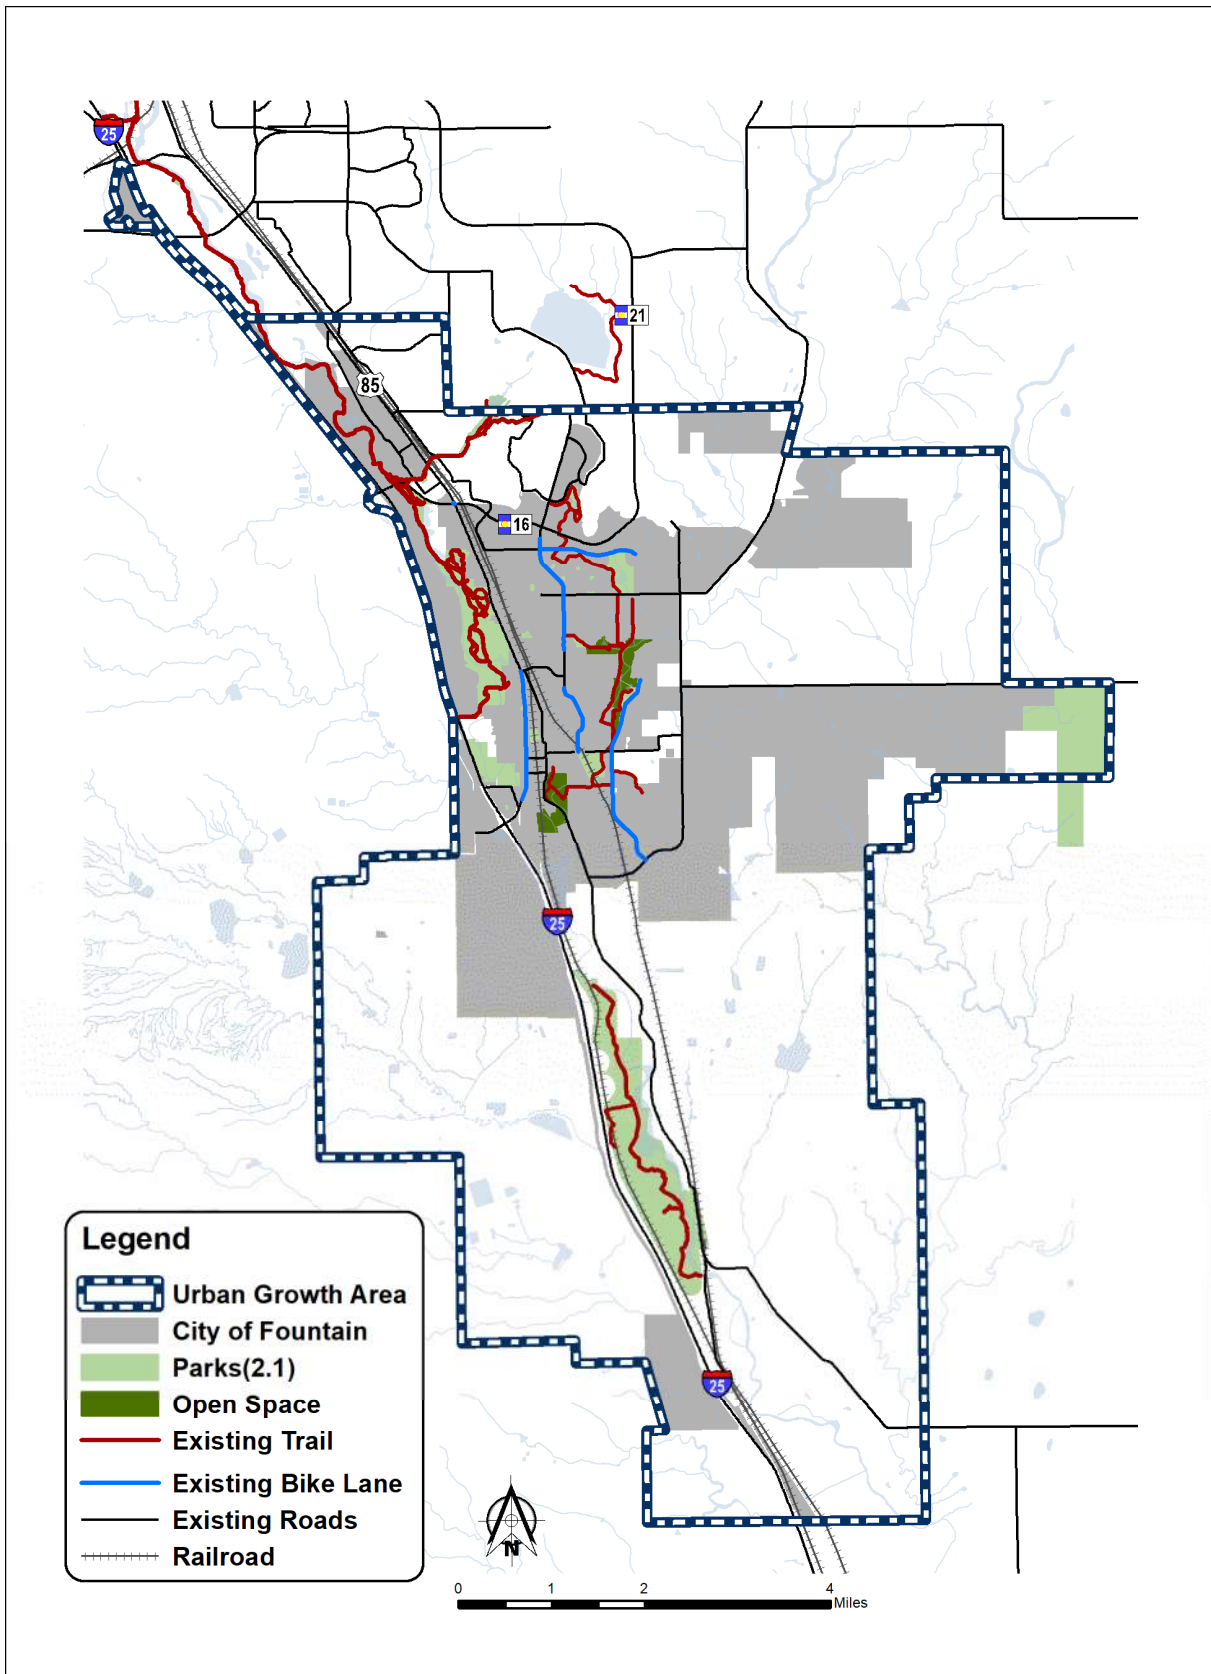 25
21
85
16
25
25
Legend
Urban Growth Area
City of Fountain
Parks(2.1)
Open Space
Existing Trail
Existing Bike Lane
Existing Roads
Railroad
N
0 1 2 4
Miles